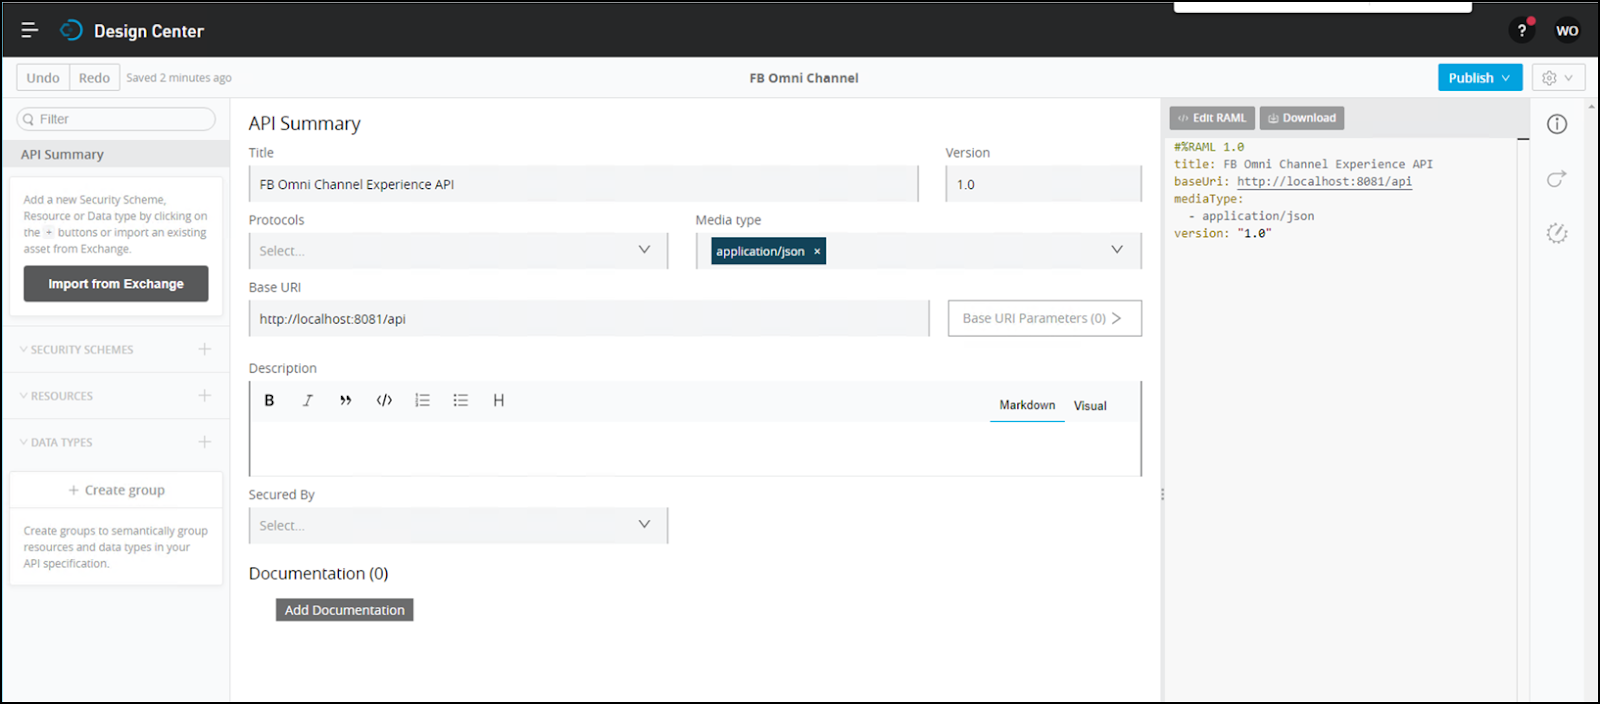 Design Center
?
WO
Undo
Redo
Saved 2 minutes ago
FB Omni Channel
Publish
Filter
API Summary
Add a new Security Scheme,
Resource or Data type by clicking on
the + buttons or import an existing
asset from Exchange.
Import from Exchange
SECURITY SCHEMES
RESOURCES
DATA TYPES
+ Create group
Create groups to semantically group
resources and data types in your
API specification.
API Summary
Title
Version
FB Omni Channel Experience API
1.0
Protocols
Media type
Select...
application/json ×
Base URI
http://localhost:8081/api
Base URI Parameters (0) >
Description
B I ” </> H
Markdown
Visual
Secured By
Select...
Documentation (0)
Add Documentation
</> Edit RAML
Download
#%RAML 1.0
title: FB Omni Channel Experience API
baseUri: http://localhost:8081/api
mediaType:
- application/json
version: "1.0"